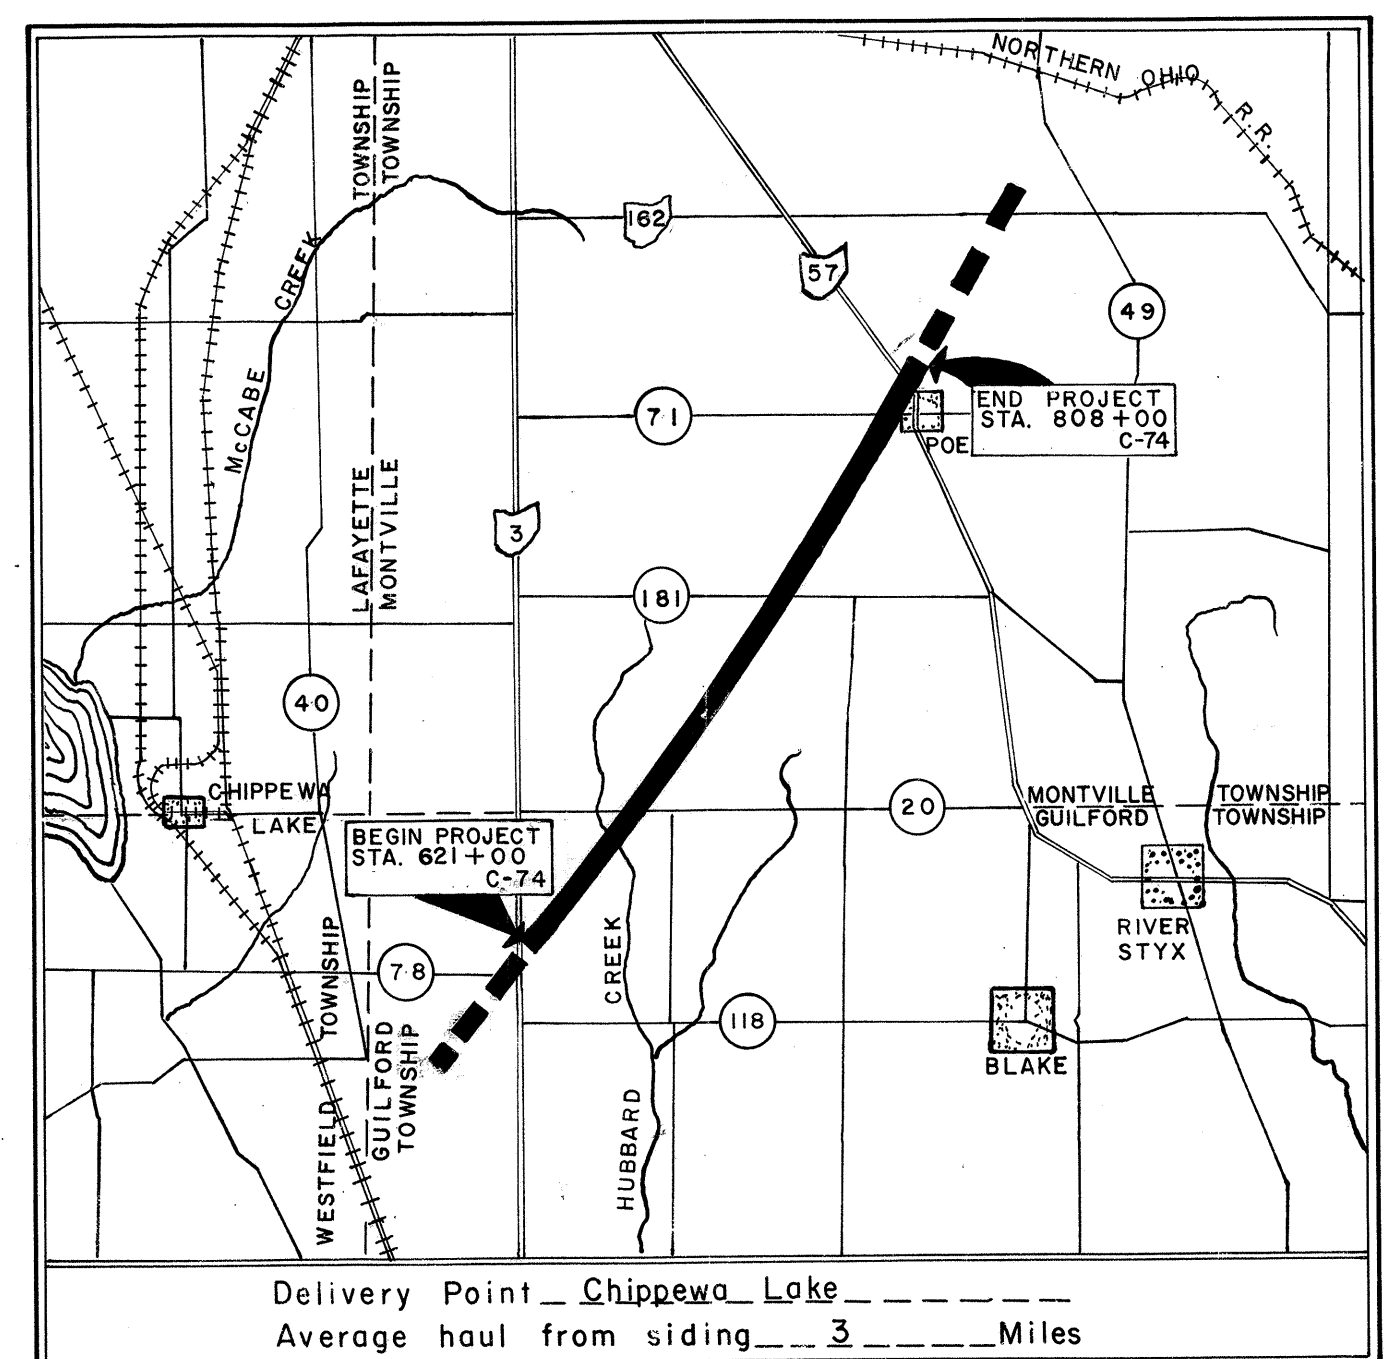 NORTHERN OHIO R.R.
TOWNSHIP
TOWNSHIP
162
57
McCABE CREEK
49
71
END PROJECT
STA. 808+00
C-74
POE
LAFAYETTE
MONTVILLE
3
181
40
CHIPPEWA
LAKE
20
MONTVILLE TOWNSHIP
GUILFORD TOWNSHIP
BEGIN PROJECT
STA. 621+00
C-74
RIVER
STYX
78
118
BLAKE
WESTFIELD TOWNSHIP
GUILFORD
TOWNSHIP
HUBBARD CREEK
Delivery Point Chippewa Lake
Average haul from siding 3 Miles